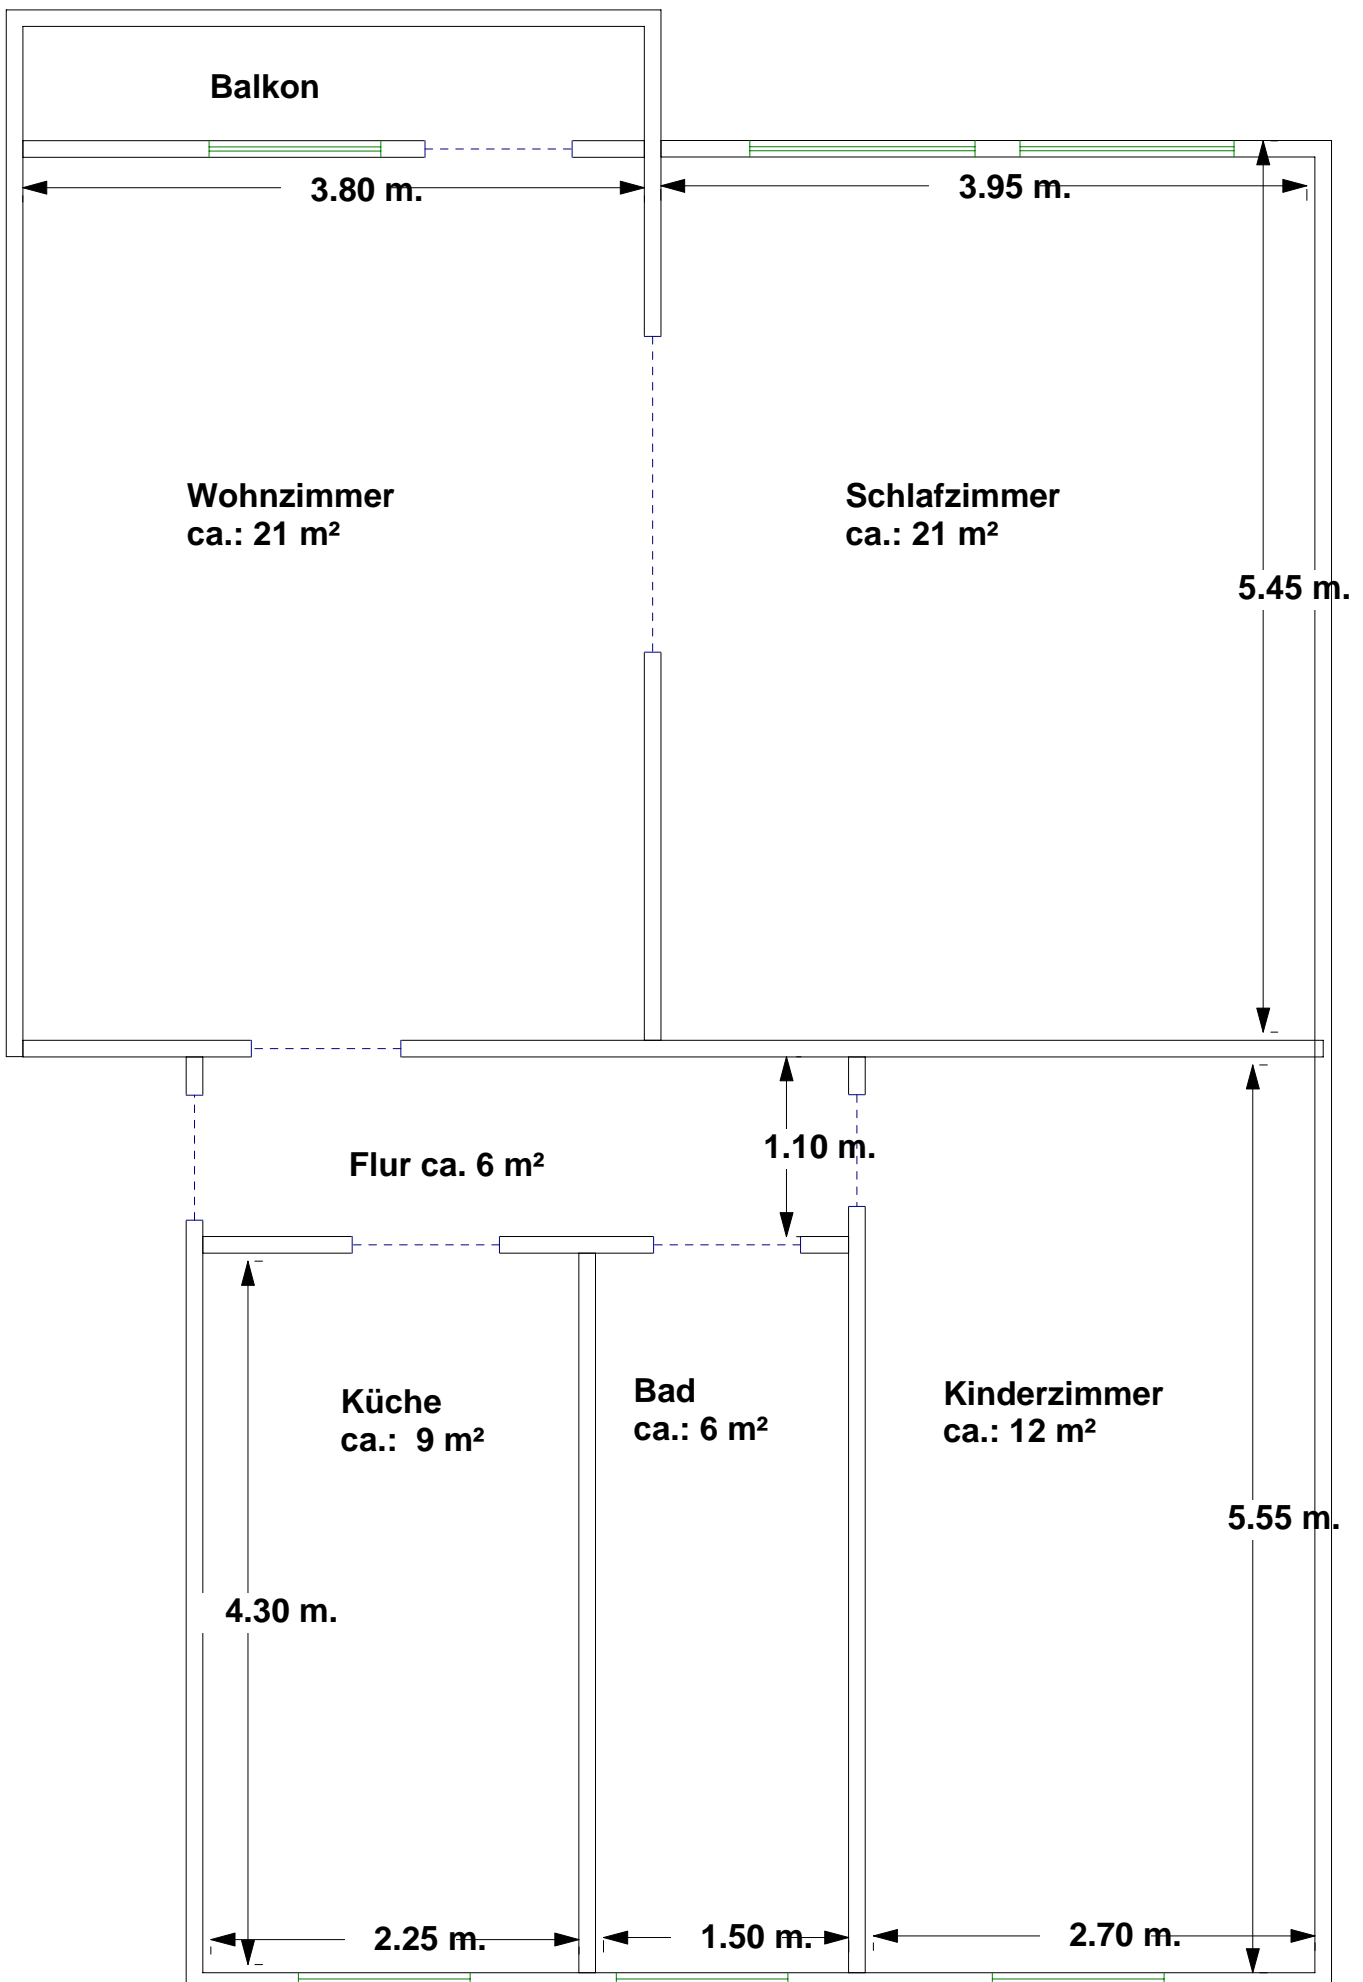 Balkon
3.80 m.
3.95 m.
Wohnzimmer
ca.: 21 m²
Schlafzimmer
ca.: 21 m²
5.45 m.
1.10 m.
Flur ca. 6 m²
Küche
ca.:  9 m²
Bad
ca.: 6 m²
Kinderzimmer
ca.: 12 m²
5.55 m.
4.30 m.
2.25 m.
1.50 m.
2.70 m.